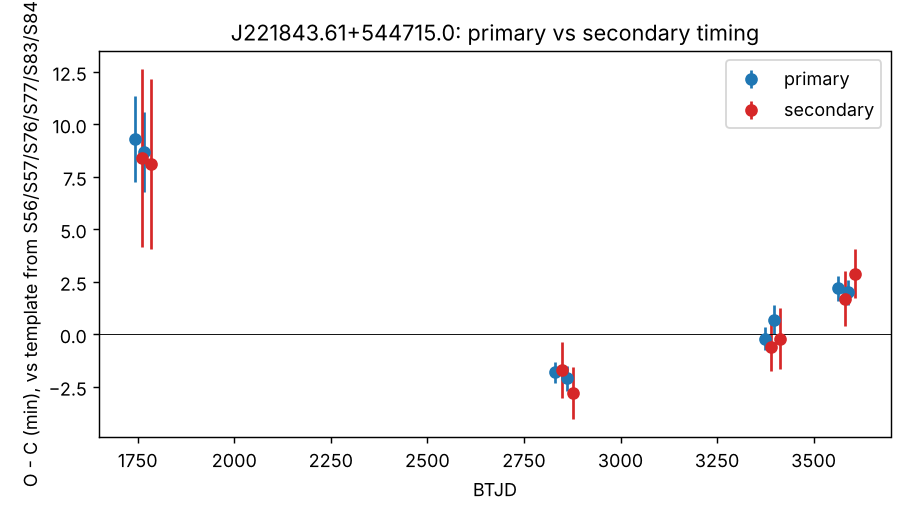 J221843.61+544715.0: primary vs secondary timing
O - C (min), vs template from S56/S57/S76/S77/S83/S84
12.5
10.0
7.5
5.0
2.5
0.0
−2.5
primary
secondary
1750 2000 2250 2500 2750 3000 3250 3500
BTJD